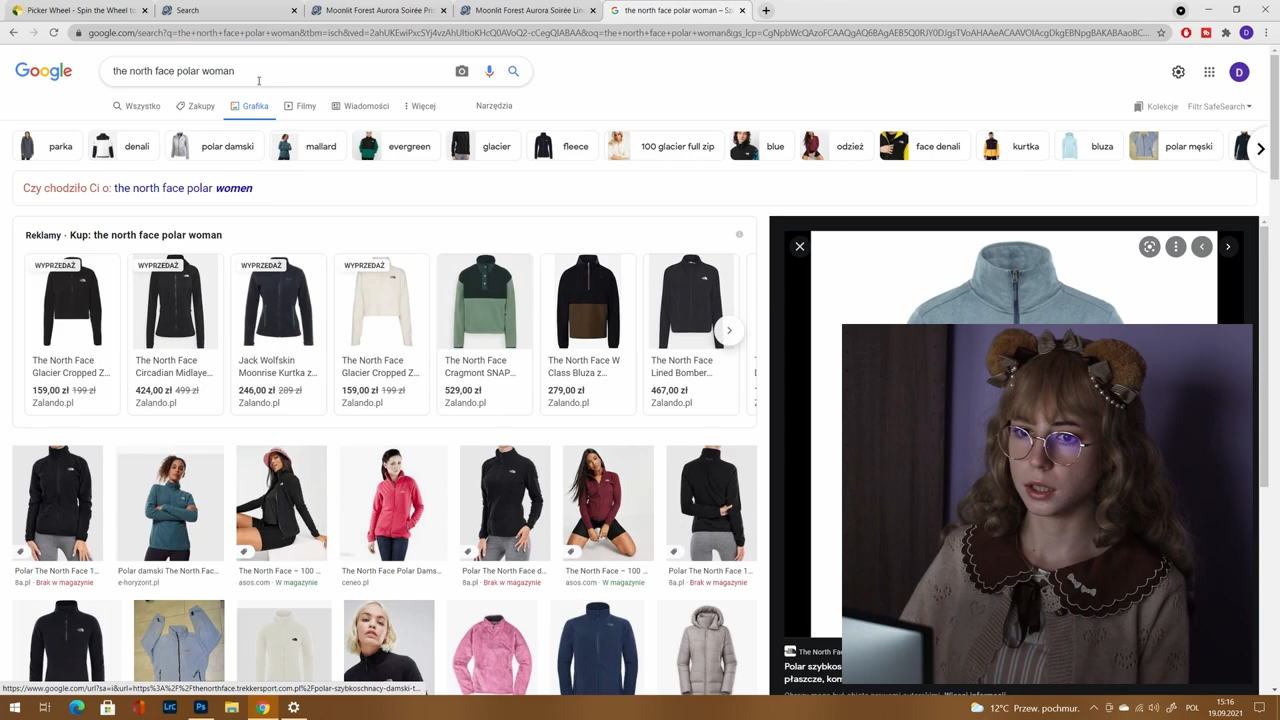 Picker Wheel - Spin the Wheel to
Search
Moonlit Forest Aurora Soirée Pri
Moonlit Forest Aurora Soirée Lin
the north face polar woman – Sz
google.com/search?q=the+north+face+polar+woman&tbm=isch&ved=2ahUKEwiPxcSYj4vzAhUltioKHcQ0AVoQ2-cCegQIABAA&oq=the+north+face+polar+woman&gs_lcp=
D
Google
the north face polar woman
D
Wszystko
Zakupy
Grafika
Filmy
Wiadomości
Więcej
Narzędzia
Kolekcje
Filtr SafeSearch
parka
denali
polar damski
mallard
evergreen
glacier
fleece
100 glacier full zip
blue
odzież
face denali
kurtka
bluza
polar męski
Czy chodziło Ci o: the north face polar women
Reklamy · Kup: the north face polar woman
WYPRZEDAŻ
WYPRZEDAŻ
WYPRZEDAŻ
WYPRZEDAŻ
The North Face
Glacier Cropped Z...
159,00 zł 199 zł
Zalando.pl
The North Face
Circadian Midlaye...
424,00 zł 499 zł
Zalando.pl
Jack Wolfskin
Moonrise Kurtka z...
246,00 zł 289 zł
Zalando.pl
The North Face
Glacier Cropped Z...
159,00 zł 199 zł
Zalando.pl
The North Face
Cragmont SNAP...
529,00 zł
Zalando.pl
The North Face W
Class Bluza z...
279,00 zł
Zalando.pl
The North Face
Lined Bomber...
467,00 zł
Zalando.pl
Polar The North Face 1...
8a.pl · Brak w magazynie
Polar damski The North Fac...
e-horyzont.pl
The North Face – 100 ...
asos.com · W magazynie
The North Face Polar Dams...
ceneo.pl
Polar The North Face d...
8a.pl · Brak w magazynie
The North Face – 100 ...
asos.com · W magazynie
Polar The North Face 1...
8a.pl · Brak w magazynie
The North Fa
Polar szybkos
płaszcze, kom
https://www.google.com/url?sa=i&url=https%3A%2F%2Fthenorthface.trekkersport.com.pl%2Fpolar-szybkoschnacy-damski-t...
LrC
Ps
12°C Przew. pochmur.
POL
15:16
19.09.2021